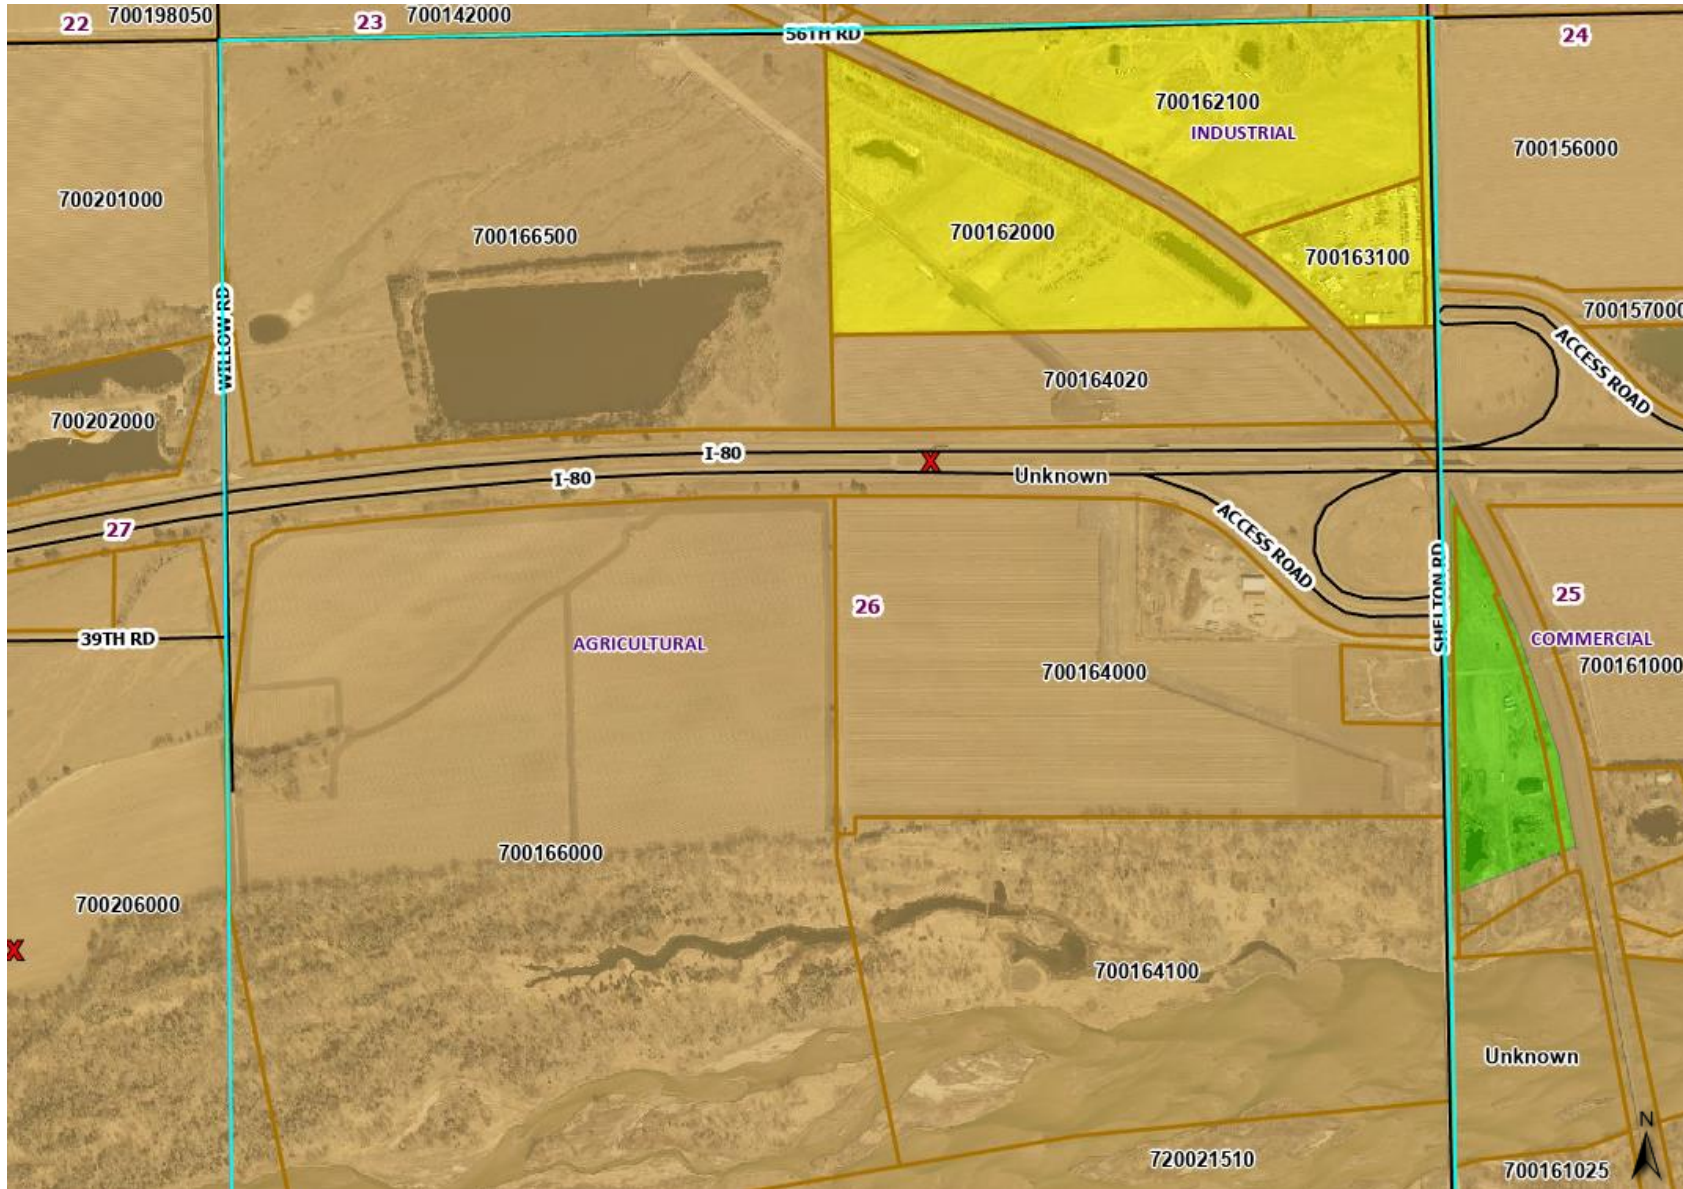 22
700198050
23
700142000
56TH RD
24
700162100
INDUSTRIAL
700156000
700201000
700166500
700162000
700163100
700157000
WILLOW RD
ACCESS ROAD
700164020
700202000
I-80
X
I-80
Unknown
27
ACCESS ROAD
SHELTON RD
26
25
39TH RD
AGRICULTURAL
COMMERCIAL
700161000
700164000
700166000
700206000
X
700164100
Unknown
N
720021510
700161025